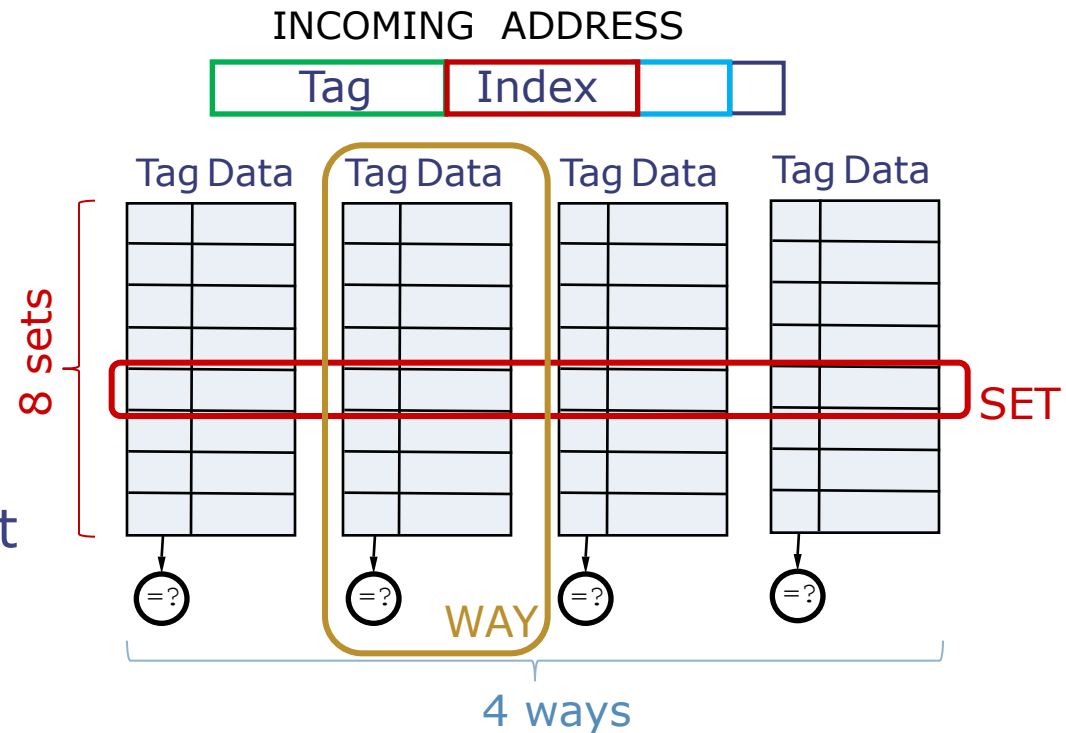 INCOMING ADDRESS
Tag Index
Tag Data Tag Data Tag Data Tag Data
8 sets
SET
t
=? =? =? =?
WAY
4 ways